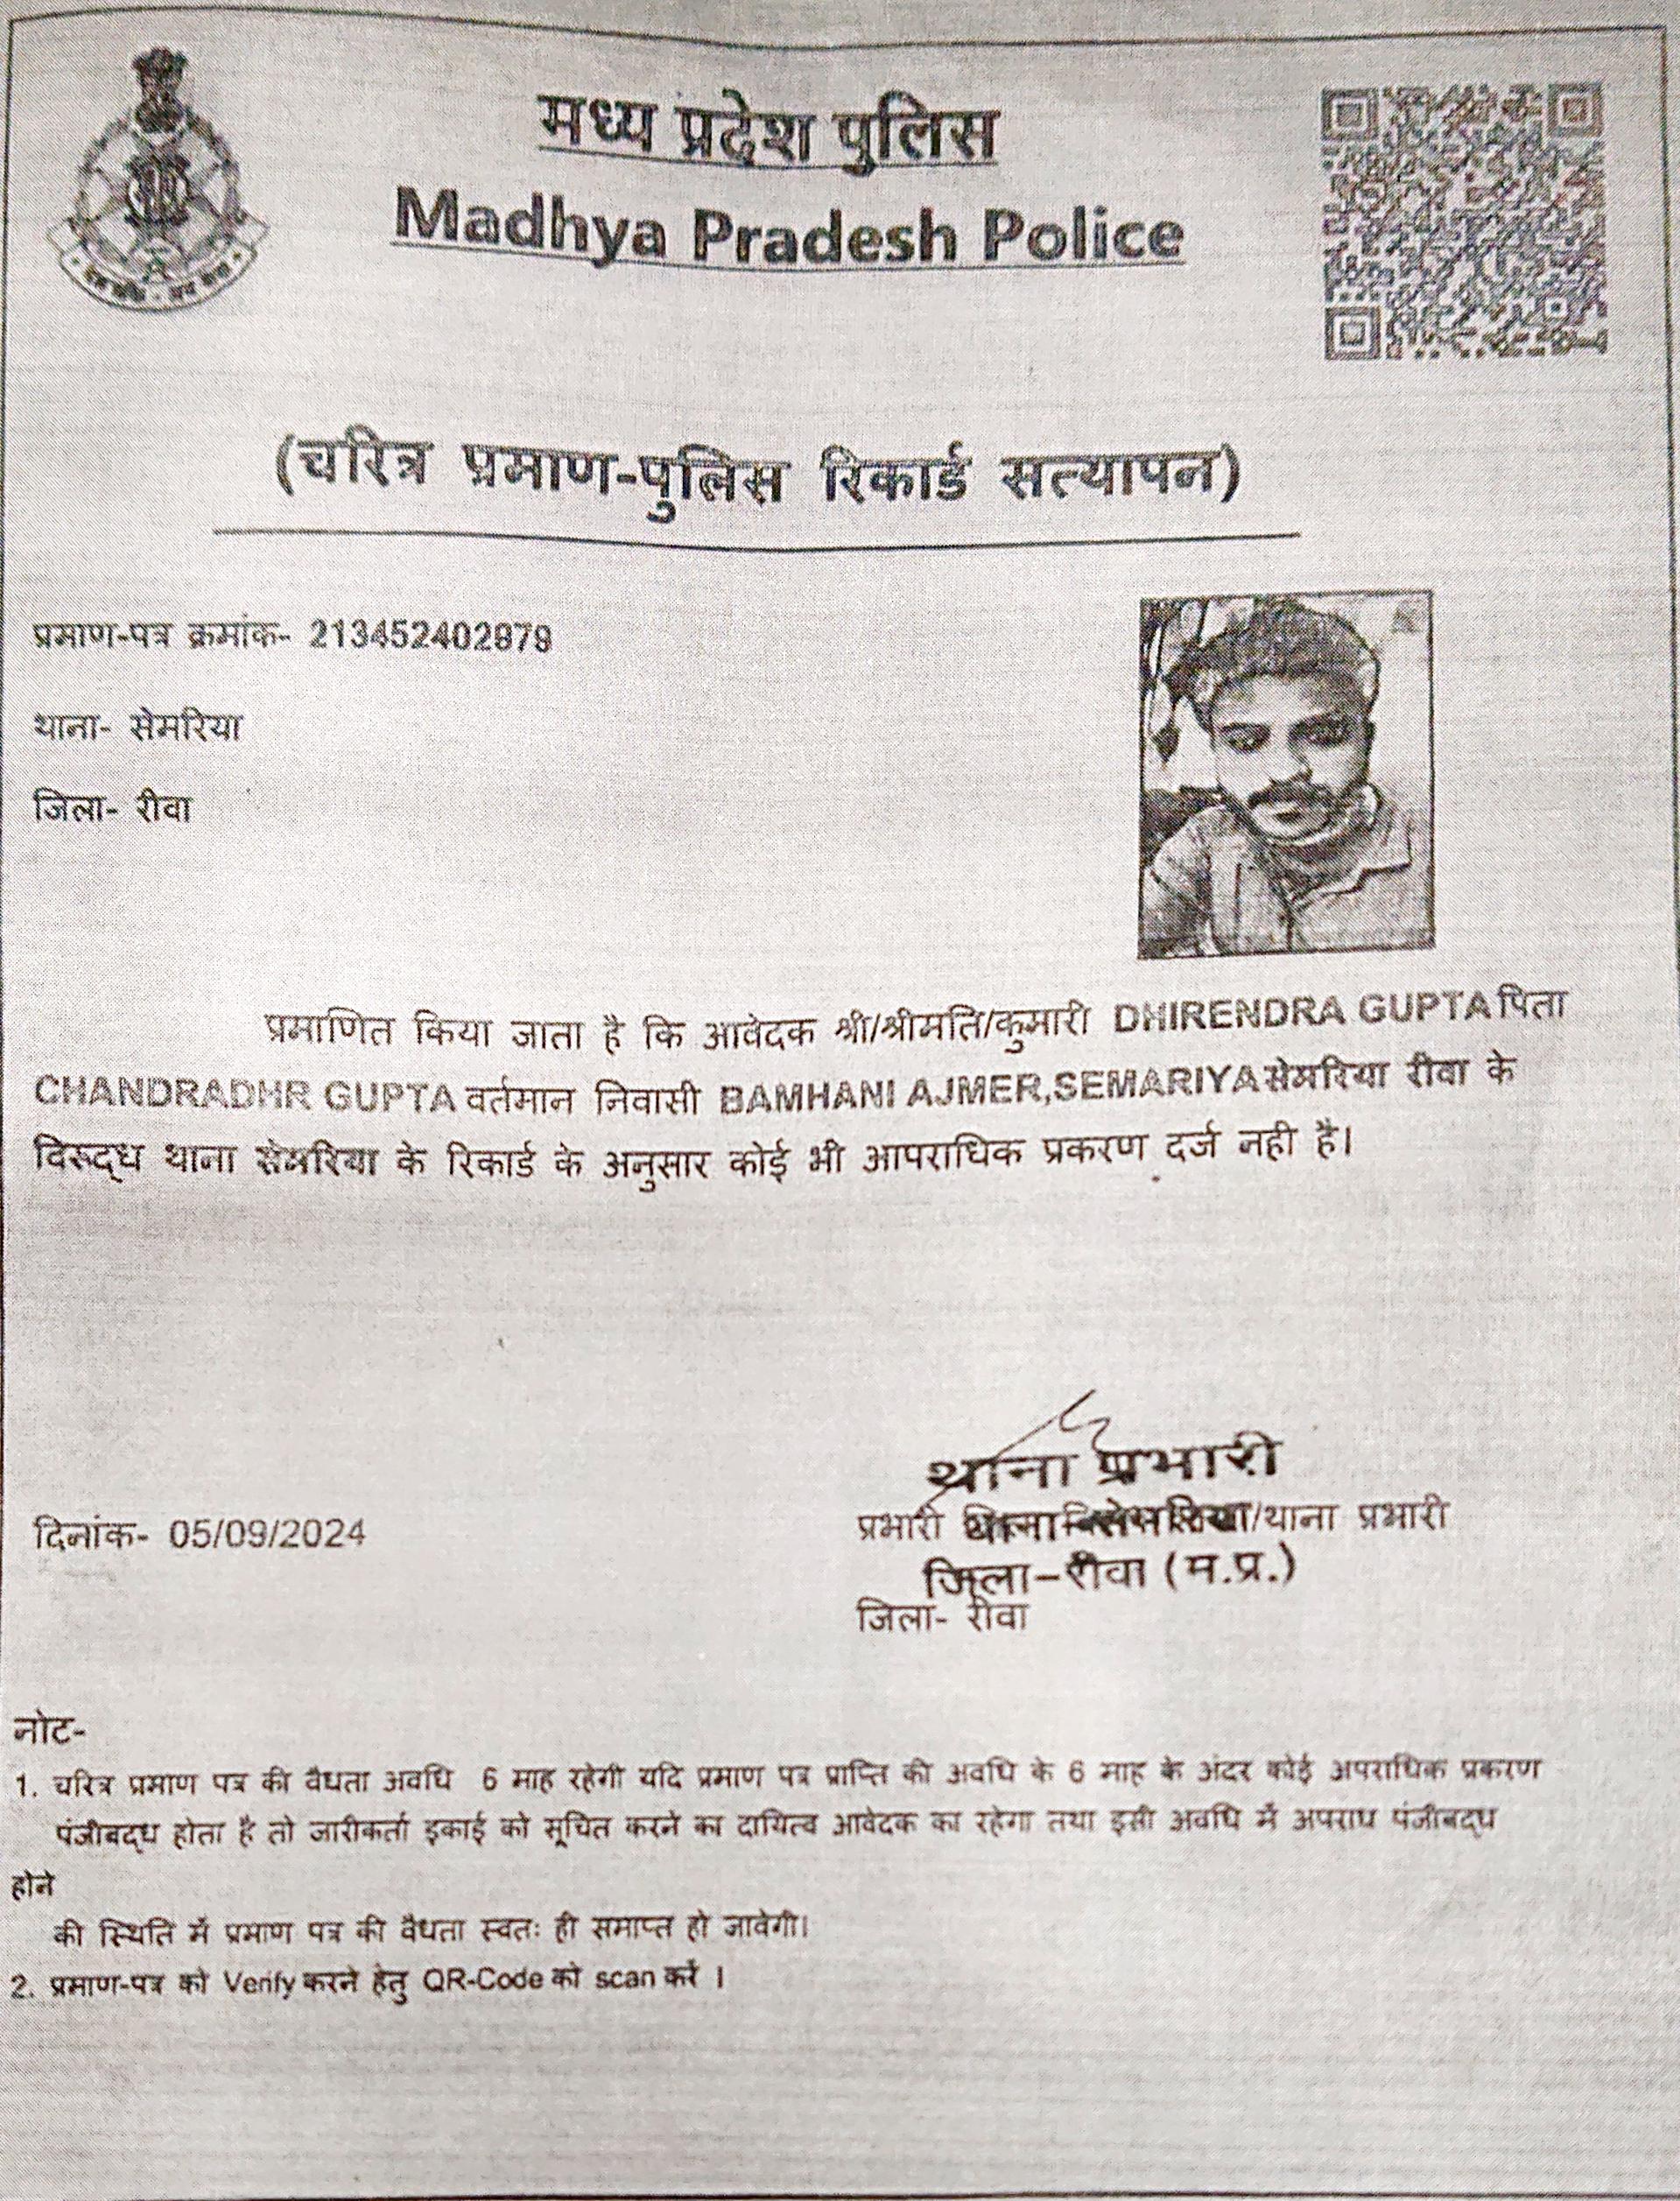 मध्य प्रदेश पुलिस
Madhya Pradesh Police
(चरित्र प्रमाण-पुलिस रिकार्ड सत्यापन)
प्रमाण-पत्र क्रमांक- 213452402879
थाना- सेमरिया
जिला- रीवा
प्रमाणित किया जाता है कि आवेदक श्री/श्रीमति/कुमारी DHIRENDRA GUPTA पिता
CHANDRADHR GUPTA वर्तमान निवासी BAMHANI AJMER,SEMARIYA सेमरिया रीवा के
विरूद्ध थाना सेमरिया के रिकार्ड के अनुसार कोई भी आपराधिक प्रकरण दर्ज नही है।
थाना प्रभारी
दिनांक- 05/09/2024
प्रभारी /थाना प्रभारी
थाना सेमरिया
जिला-रीवा (म.प्र.)
जिला- रीवा
नोट-
1. चरित्र प्रमाण पत्र की वैधता अवधि 6 माह रहेगी यदि प्रमाण पत्र प्राप्ति की अवधि के 6 माह के अंदर कोई अपराधिक प्रकरण
पंजीबद्ध होता है तो जारीकर्ता इकाई को सूचित करने का दायित्व आवेदक का रहेगा तथा इसी अवधि में अपराध पंजीबद्ध
होने
की स्थिति में प्रमाण पत्र की वैधता स्वतः ही समाप्त हो जावेगी।
2. प्रमाण-पत्र को Verify करने हेतु QR-Code को scan करें ।